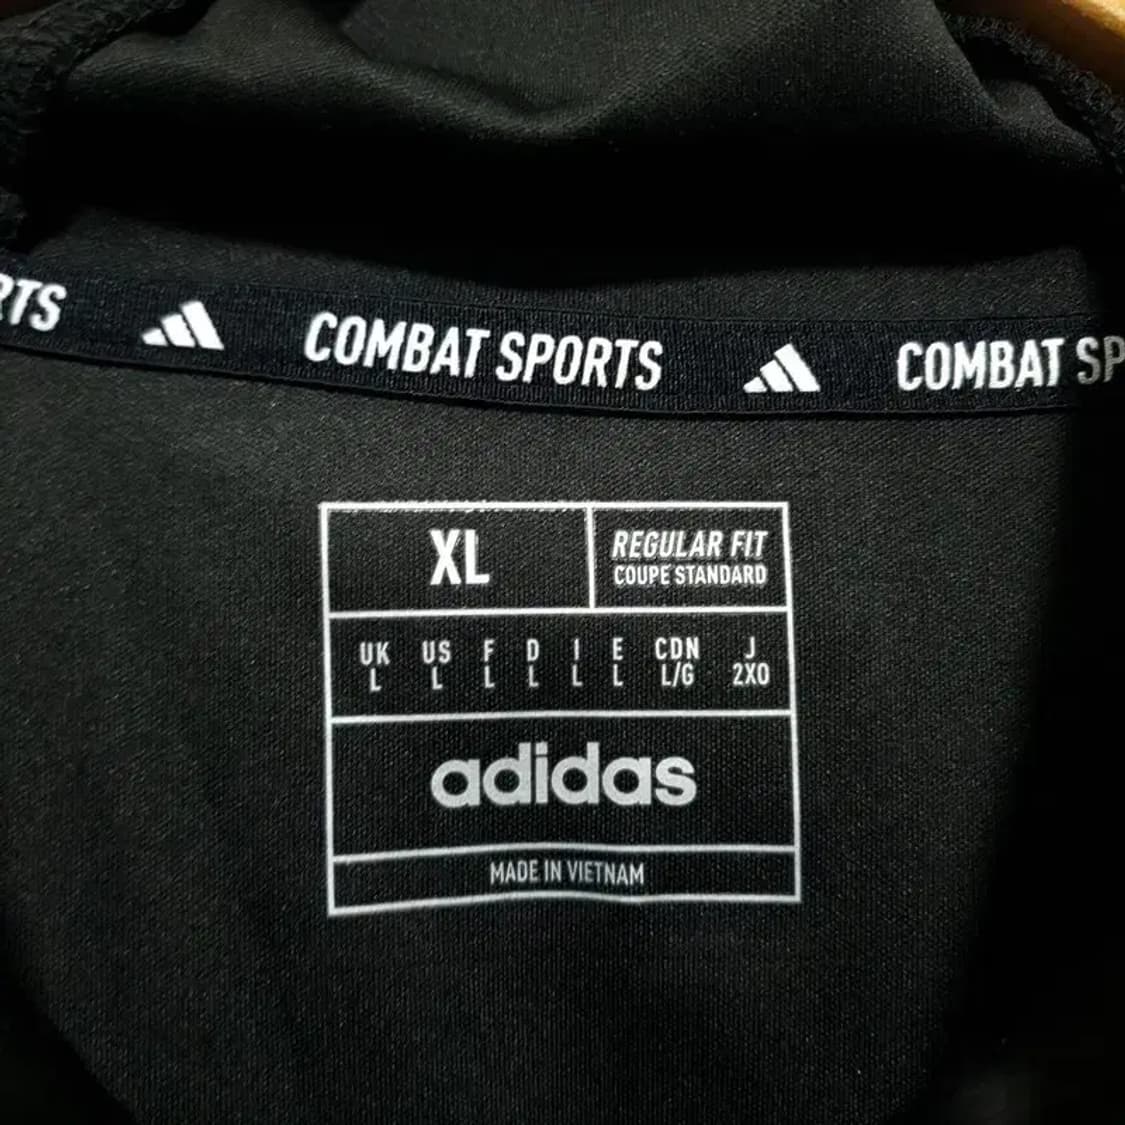 RTS COMBAT SPORTS COMBAT SP
XL
REGULAR FIT
COUPE STANDARD
UK US F D I E CDN J
L L L L L L L/G 2XO
adidas
MADE IN VIETNAM